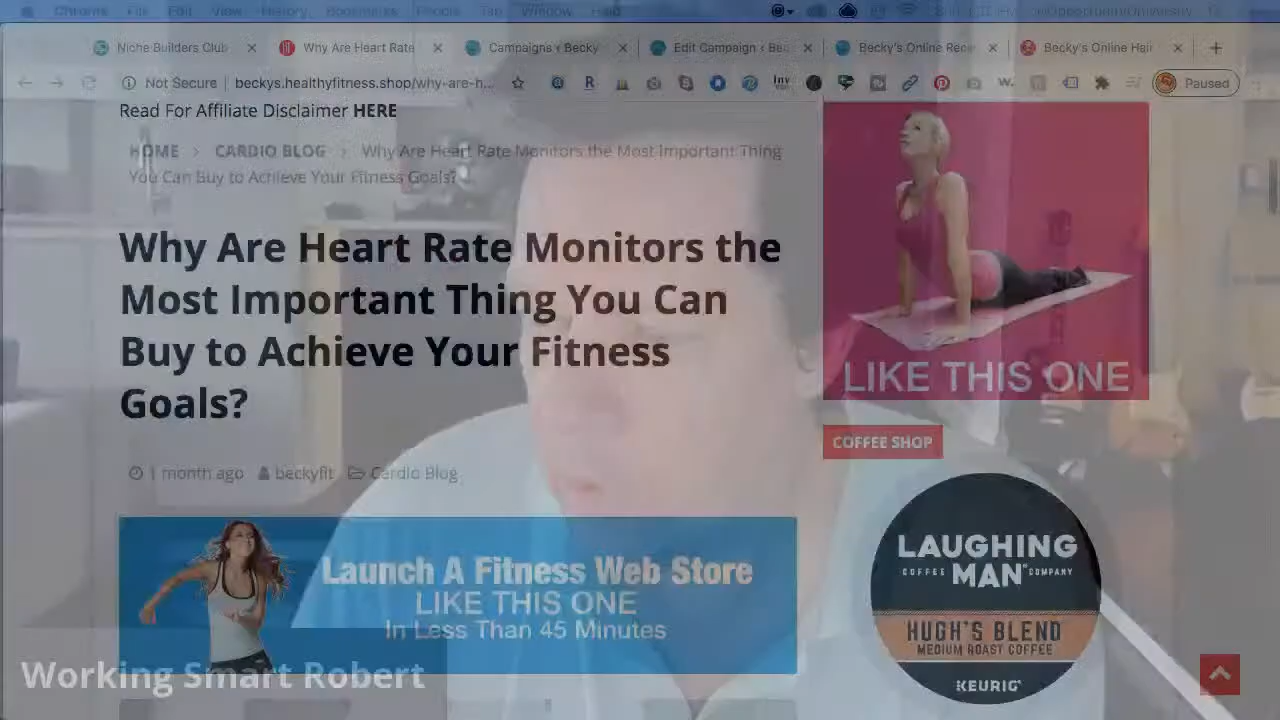 Chrome File Edit View History Bookmarks People Tab Window Help
Niche Builders Club
Why Are Heart Rate
Campaigns ‹ Becky
Edit Campaign ‹ Bec
Becky's Online Rece
Becky's Online Hair
Not Secure | beckys.healthyfitness.shop/why-are-h...
Paused
Read For Affiliate Disclaimer HERE
HOME > CARDIO BLOG > Why Are Heart Rate Monitors the Most Important Thing
You Can Buy to Achieve Your Fitness Goals?
Why Are Heart Rate Monitors the
Most Important Thing You Can
Buy to Achieve Your Fitness
Goals?
1 month ago beckyfit Cardio Blog
Launch A Fitness Web Store
LIKE THIS ONE
In Less Than 45 Minutes
LIKE THIS ONE
COFFEE SHOP
LAUGHING
COFFEE MAN COMPANY
HUGH'S BLEND
MEDIUM ROAST COFFEE
KEURIG
Working Smart Robert